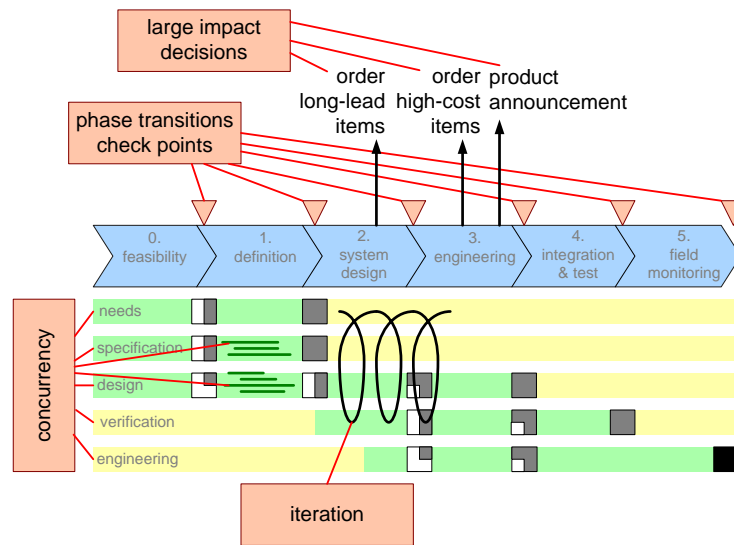 large impact
decisions
order
long-lead
items
order
high-cost
items
product
announcement
phase transitions
check points
0.
feasibility
1.
definition
2.
system
design
3.
engineering
4.
integration
& test
5.
field
monitoring
concurrency
needs
specification
design
verification
engineering
iteration